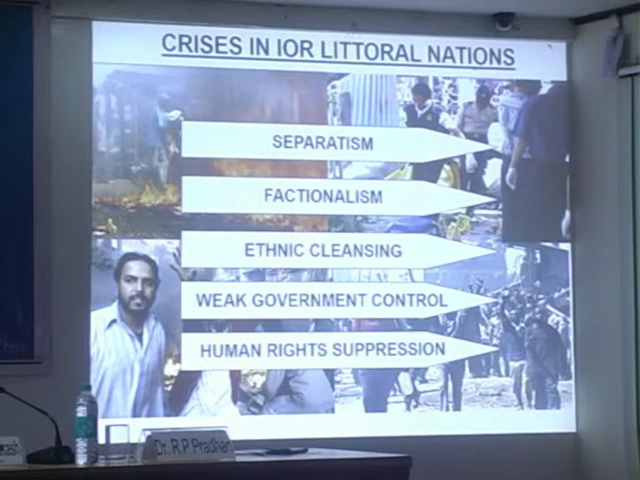 CRISES IN IOR LITTORAL NATIONS
SEPARATISM
FACTIONALISM
ETHNIC CLEANSING
WEAK GOVERNMENT CONTROL
HUMAN RIGHTS SUPPRESSION
Dr. R P Pradhan